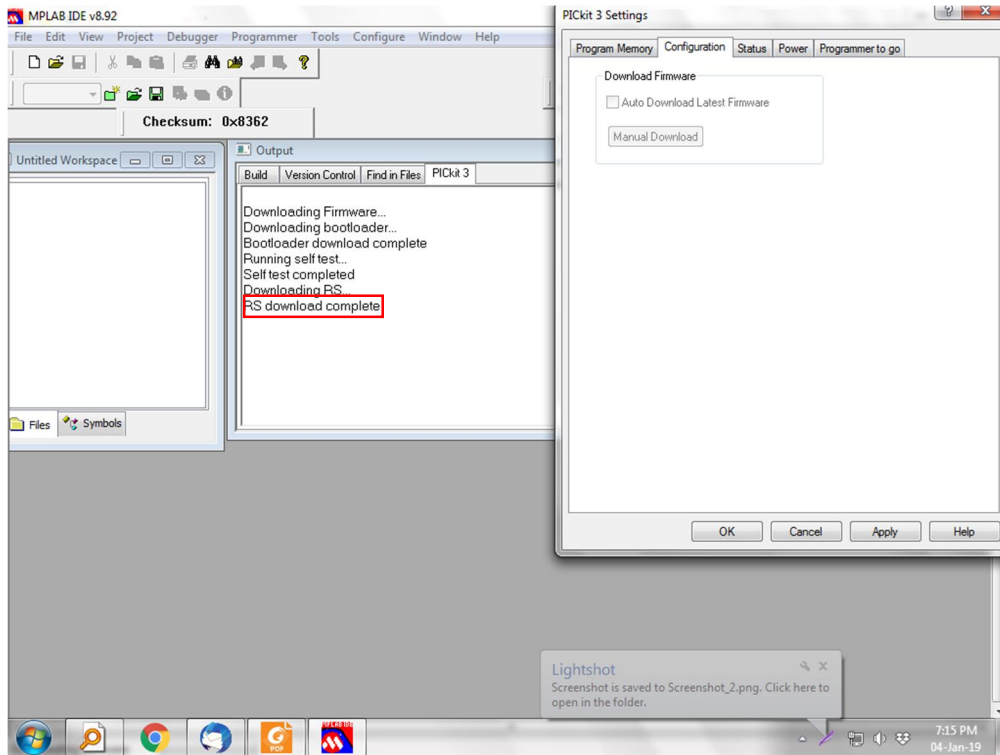 MPLAB IDE v8.92
File Edit View Project Debugger Programmer Tools Configure Window Help
Checksum: 0x8362
Untitled Workspace
Files Symbols
Output
Build Version Control Find in Files PICkit 3
Downloading Firmware...
Downloading bootloader...
Bootloader download complete
Running self test...
Self test completed
Downloading RS...
RS download complete
PICkit 3 Settings
Program Memory Configuration Status Power Programmer to go
Download Firmware
Auto Download Latest Firmware
Manual Download
OK Cancel Apply Help
Lightshot
Screenshot is saved to Screenshot_2.png. Click here to
open in the folder.
PDF
MPLAB IDE
7:15 PM
04-Jan-19